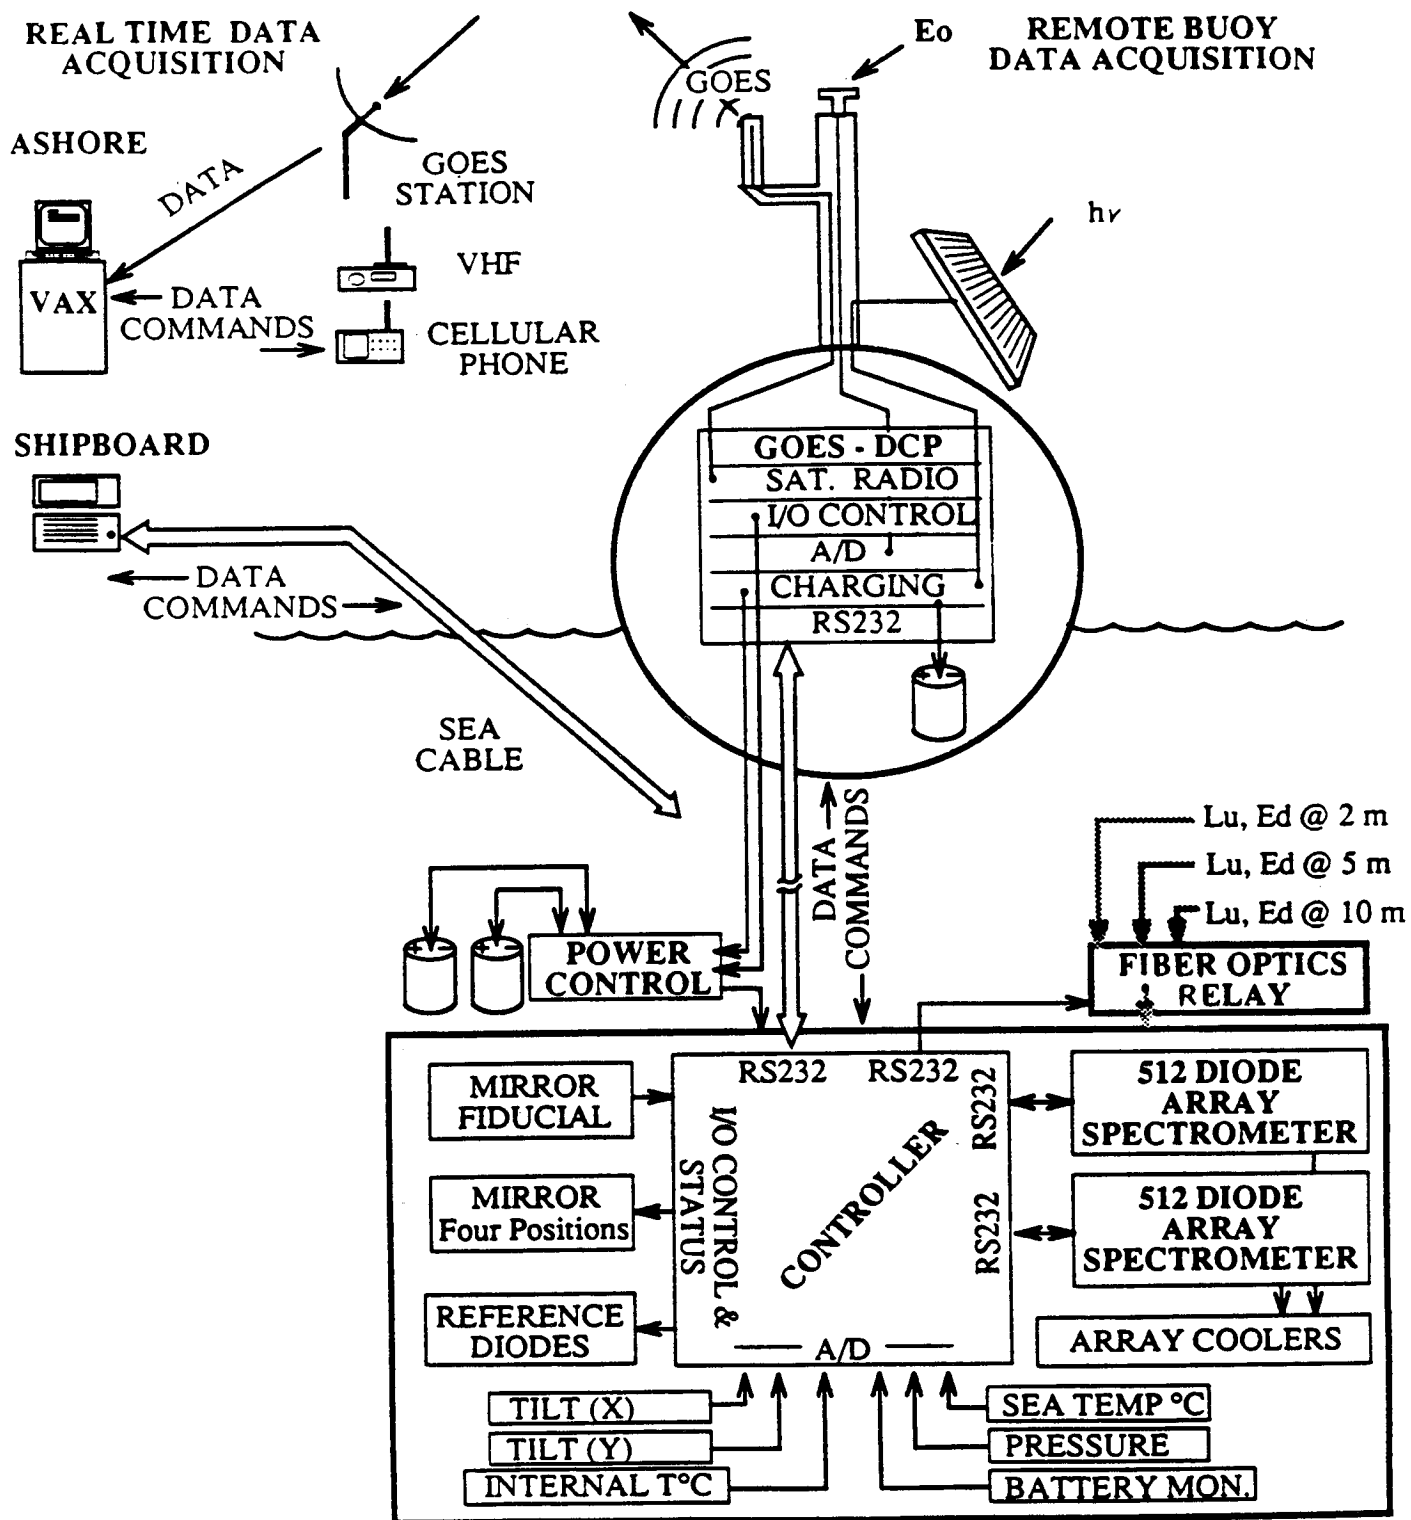 REAL TIME DATA
ACQUISITION
ASHORE
DATA
GOES
STATION
VHF
VAX
DATA
COMMANDS
CELLULAR
PHONE
GOES
Eo
REMOTE BUOY
DATA ACQUISITION
hν
SHIPBOARD
DATA
COMMANDS
SEA
CABLE
GOES - DCP
SAT. RADIO
I/O CONTROL
A/D
CHARGING
RS232
+ -
DATA
COMMANDS
Lu, Ed @ 2 m
Lu, Ed @ 5 m
Lu, Ed @ 10 m
+ -
+ -
POWER
CONTROL
FIBER OPTICS
RELAY
MIRROR
FIDUCIAL
MIRROR
Four Positions
REFERENCE
DIODES
RS232
RS232
RS232
RS232
I/O CONTROL &
STATUS
CONTROLLER
A/D
512 DIODE
ARRAY
SPECTROMETER
512 DIODE
ARRAY
SPECTROMETER
ARRAY COOLERS
TILT (X)
TILT (Y)
INTERNAL T°C
SEA TEMP °C
PRESSURE
BATTERY MON.